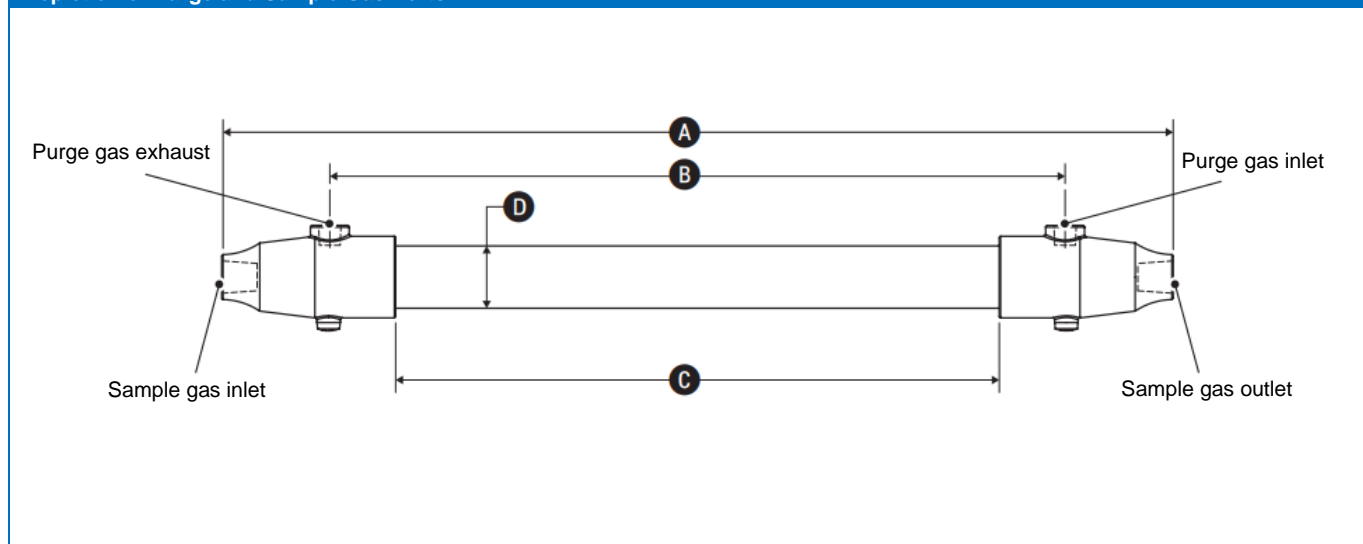 A
Purge gas exhaust
Purge gas inlet
B
D
Sample gas inlet
C
Sample gas outlet